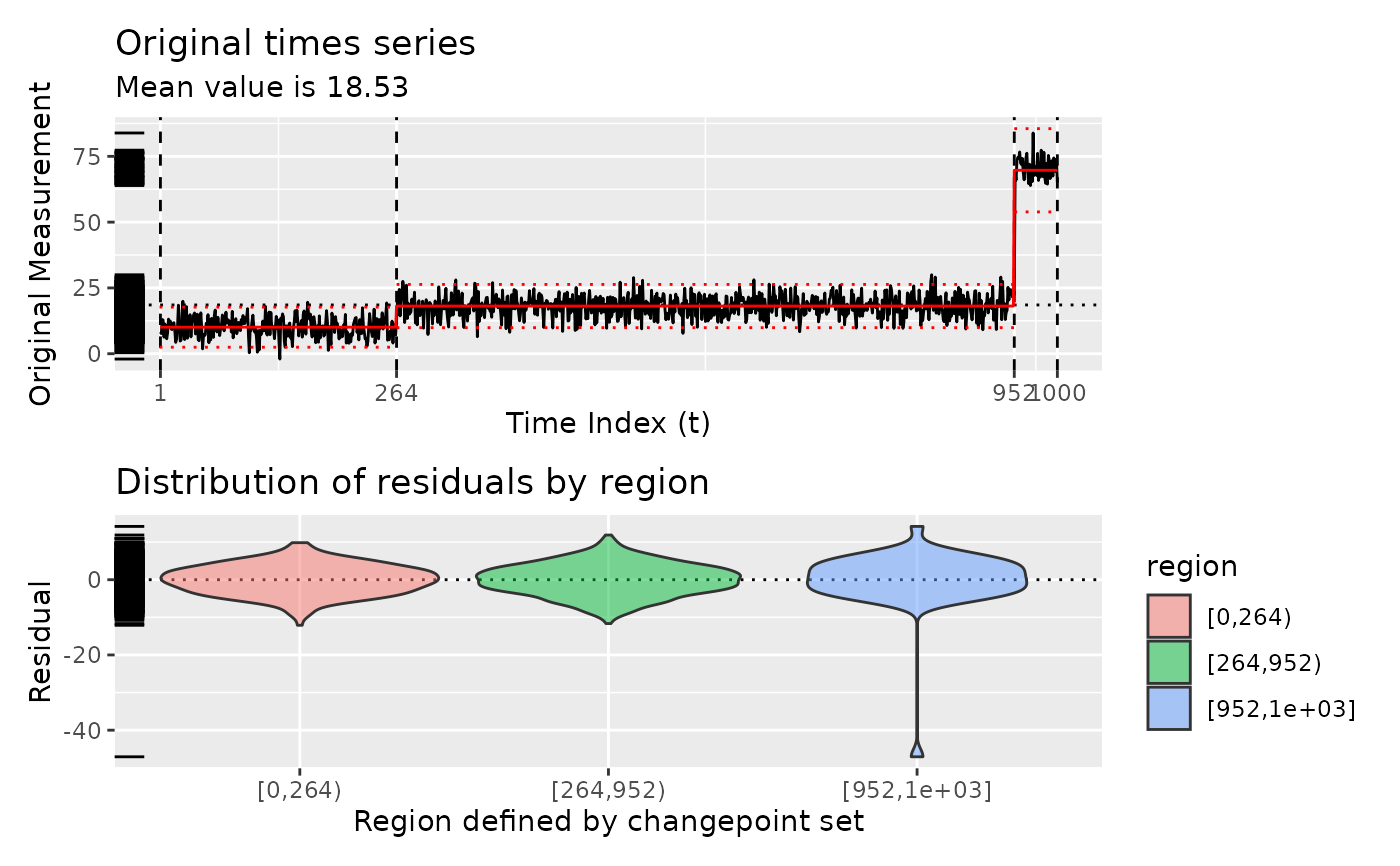 Original times series
Mean value is 18.53
Original Measurement
75
50
25
0
1
264
952
1000
Time Index (t)
Distribution of residuals by region
Residual
0
-20
-40
[0,264)
[264,952)
[952,1e+03]
Region defined by changepoint set
region
[0,264)
[264,952)
[952,1e+03]